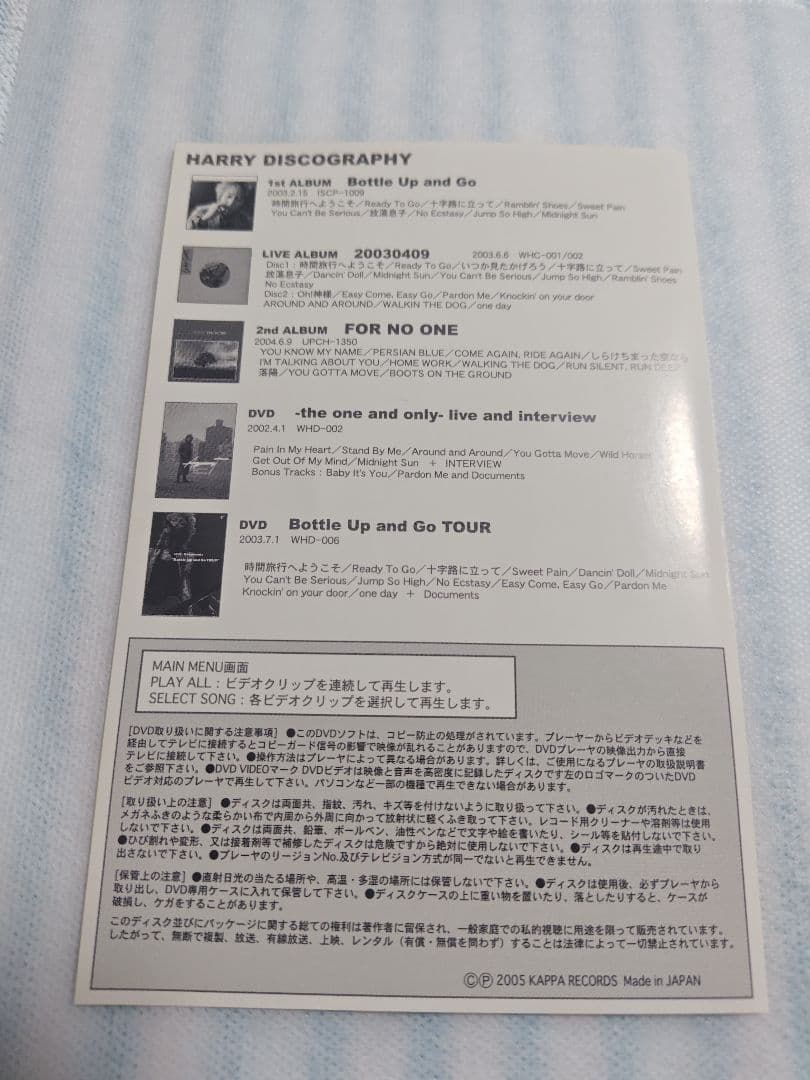 HARRY DISCOGRAPHY
1st ALBUM Bottle Up and Go
2003.2.15 ISCP-1009
時間旅行へようこそ／Ready To Go／十字路に立って／Ramblin' Shoes／Sweet Pain
You Can't Be Serious／放蕩息子／No Ecstasy／Jump So High／Midnight Sun
LIVE ALBUM 20030409 2003.6.6 WHC-001/002
Disc1：時間旅行へようこそ／Ready To Go／いつか見たかげろう／十字路に立って／Sweet Pain
放蕩息子／Dancin' Doll／Midnight Sun／You Can't Be Serious／Jump So High／Ramblin' Shoes
No Ecstasy
Disc2：Oh!神様／Easy Come, Easy Go／Pardon Me／Knockin' on your door
AROUND AND AROUND／WALKIN THE DOG／one day
2nd ALBUM FOR NO ONE
2004.6.9 UPCH-1350
YOU KNOW MY NAME／PERSIAN BLUE／COME AGAIN, RIDE AGAIN／しらけちまった空なら
I'M TALKING ABOUT YOU／HOME WORK／WALKING THE DOG／RUN SILENT, RUN DEEP
落陽／YOU GOTTA MOVE／BOOTS ON THE GROUND
DVD -the one and only- live and interview
2002.4.1 WHD-002
Pain In My Heart／Stand By Me／Around and Around／You Gotta Move／Wild Horses
Get Out Of My Mind／Midnight Sun + INTERVIEW
Bonus Tracks：Baby It's You／Pardon Me and Documents
DVD Bottle Up and Go TOUR
2003.7.1 WHD-006
"Bottle Up and Go TOUR"
時間旅行へようこそ／Ready To Go／十字路に立って／Sweet Pain／Dancin' Doll／Midnight Sun
You Can't Be Serious／Jump So High／No Ecstasy／Easy Come, Easy Go／Pardon Me
Knockin' on your door／one day + Documents
MAIN MENU画面
PLAY ALL：ビデオクリップを連続して再生します。
SELECT SONG：各ビデオクリップを選択して再生します。
[DVD取り扱いに関する注意事項] ●このDVDソフトは、コピー防止の処理がされています。プレーヤーからビデオデッキなどを
経由してテレビに接続するとコピーガード信号の影響で映像が乱れることがありますので、DVDプレーヤの映像出力から直接
テレビに接続して下さい。●操作方法はプレーヤによって異なる場合があります。詳しくは、ご使用になるプレーヤの取扱説明書
をご参照下さい。●DVD VIDEOマーク DVDビデオは映像と音声を高密度に記録したディスクです左のロゴマークのついたDVD
ビデオ対応のプレーヤで再生して下さい。パソコンなど一部の機種で再生できない場合があります。
[取り扱い上の注意] ●ディスクは両面共、指紋、汚れ、キズ等を付けないように取り扱って下さい。●ディスクが汚れたときは、
メガネふきのような柔らかい布で内周から外周に向かって放射状に軽くふき取って下さい。レコード用クリーナーや溶剤等は使用
しないで下さい。●ディスクは両面共、鉛筆、ボールペン、油性ペンなどで文字や絵を書いたり、シール等を貼付しないで下さい。
●ひび割れや変形、又は接着剤等で補修したディスクは危険ですから絶対に使用しないで下さい。●ディスクは再生途中で取り
出さないで下さい。●プレーヤのリージョンNo.及びテレビジョン方式が同一でないと再生できません。
[保管上の注意] ●直射日光の当たる場所や、高温・多湿の場所には保管しないで下さい。●ディスクは使用後、必ずプレーヤから
取り出し、DVD専用ケースに入れて保管して下さい。●ディスクケースの上に重い物を置いたり、落としたりすると、ケースが
破損し、ケガをすることがあります。
このディスク並びにパッケージに関する総ての権利は著作者に留保され、一般家庭での私的視聴に用途を限って販売されています。
したがって、無断で複製、放送、有線放送、上映、レンタル（有償・無償を問わず）することは法律によって一切禁止されています。
ⒸⓅ 2005 KAPPA RECORDS Made in JAPAN